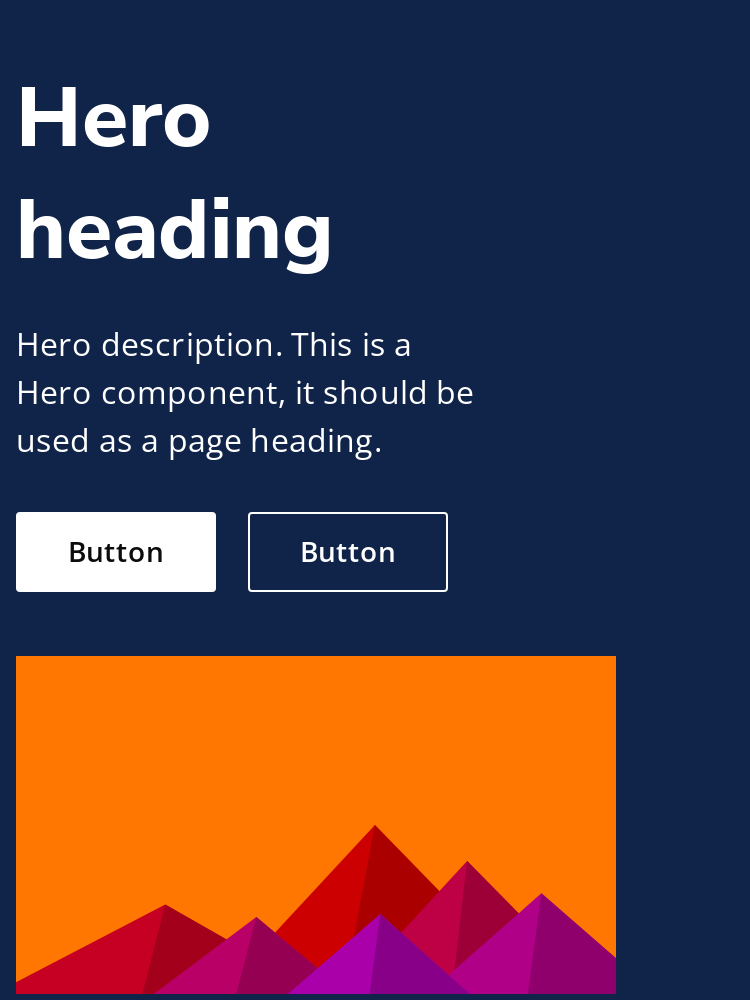 Hero
heading
Hero description. This is a
Hero component, it should be
used as a page heading.
Button
Button